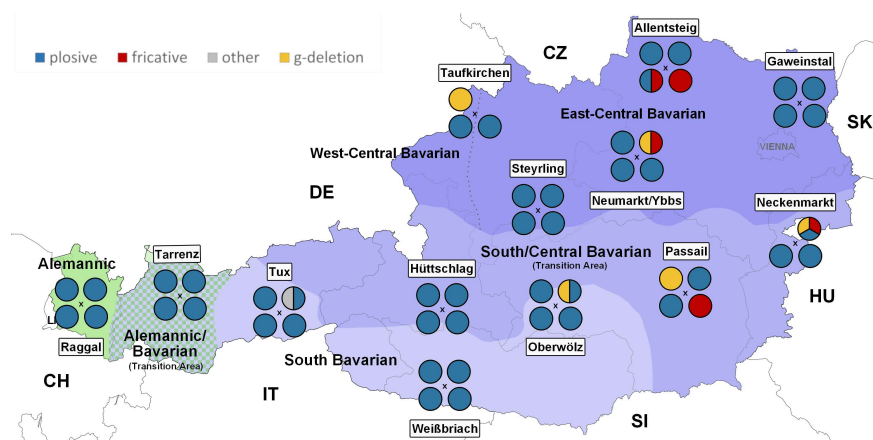 plosive fricative other g-deletion
Allentsteig
CZ
Gaweinstal
Taufkirchen
SK
East-Central Bavarian
VIENNA
West-Central Bavarian
Steyrling
DE
Neumarkt/Ybbs
Neckenmarkt
Alemannic
Tarrenz
Tux
Hüttschlag
South/Central Bavarian
(Transition Area)
Passail
HU
LI
Raggal
Alemannic/
Bavarian
(Transition Area)
South Bavarian
Oberwölz
CH
IT
Weißbriach
SI